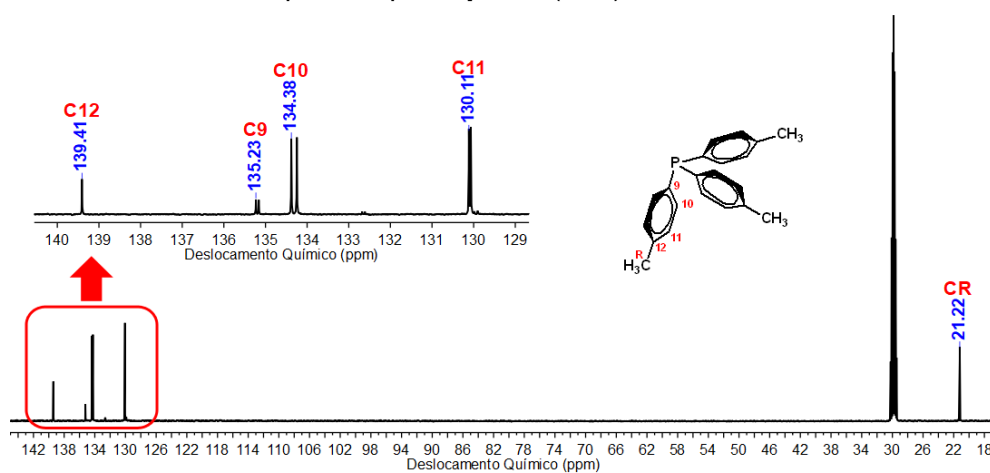 C12
139.41
C9
135.23
C10
134.38
C11
130.11
140 139 138 137 136 135 134 133 132 131 130 129
Deslocamento Químico (ppm)
P
CH₃
CH₃
H₃C
9
10
11
12
R
CR
21.22
142 138 134 130 126 122 118 114 110 106 102 98 94 90 86 82 78 74 70 66 62 58 54 50 46 42 38 34 30 26 22 18
Deslocamento Químico (ppm)